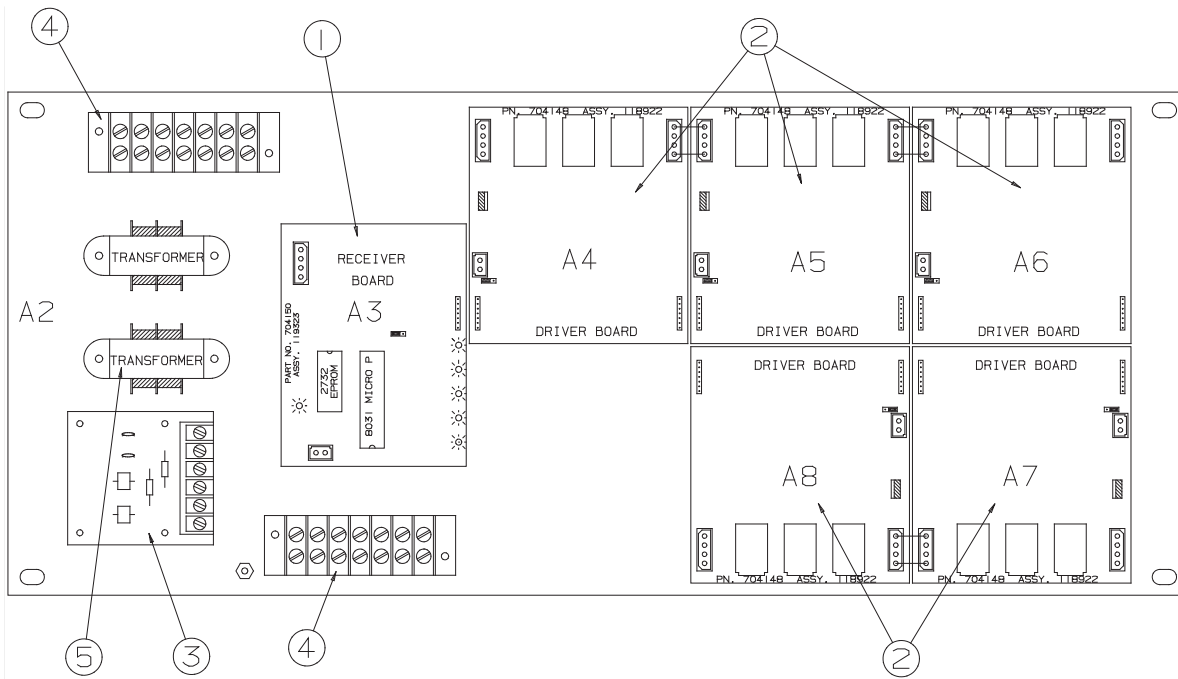 4
1
2
PN. 704148 ASSY. 118922
PN. 704148 ASSY. 118922
PN. 704148 ASSY. 118922
TRANSFORMER
RECEIVER
BOARD
A4
A5
A6
A2
A3
PART NO. 704150
ASSY. 119323
DRIVER BOARD
DRIVER BOARD
DRIVER BOARD
TRANSFORMER
2732
EPROM
8031 MICRO P
DRIVER BOARD
DRIVER BOARD
A8
A7
PN. 704148 ASSY. 118922
PN. 704148 ASSY. 118922
5
3
4
2